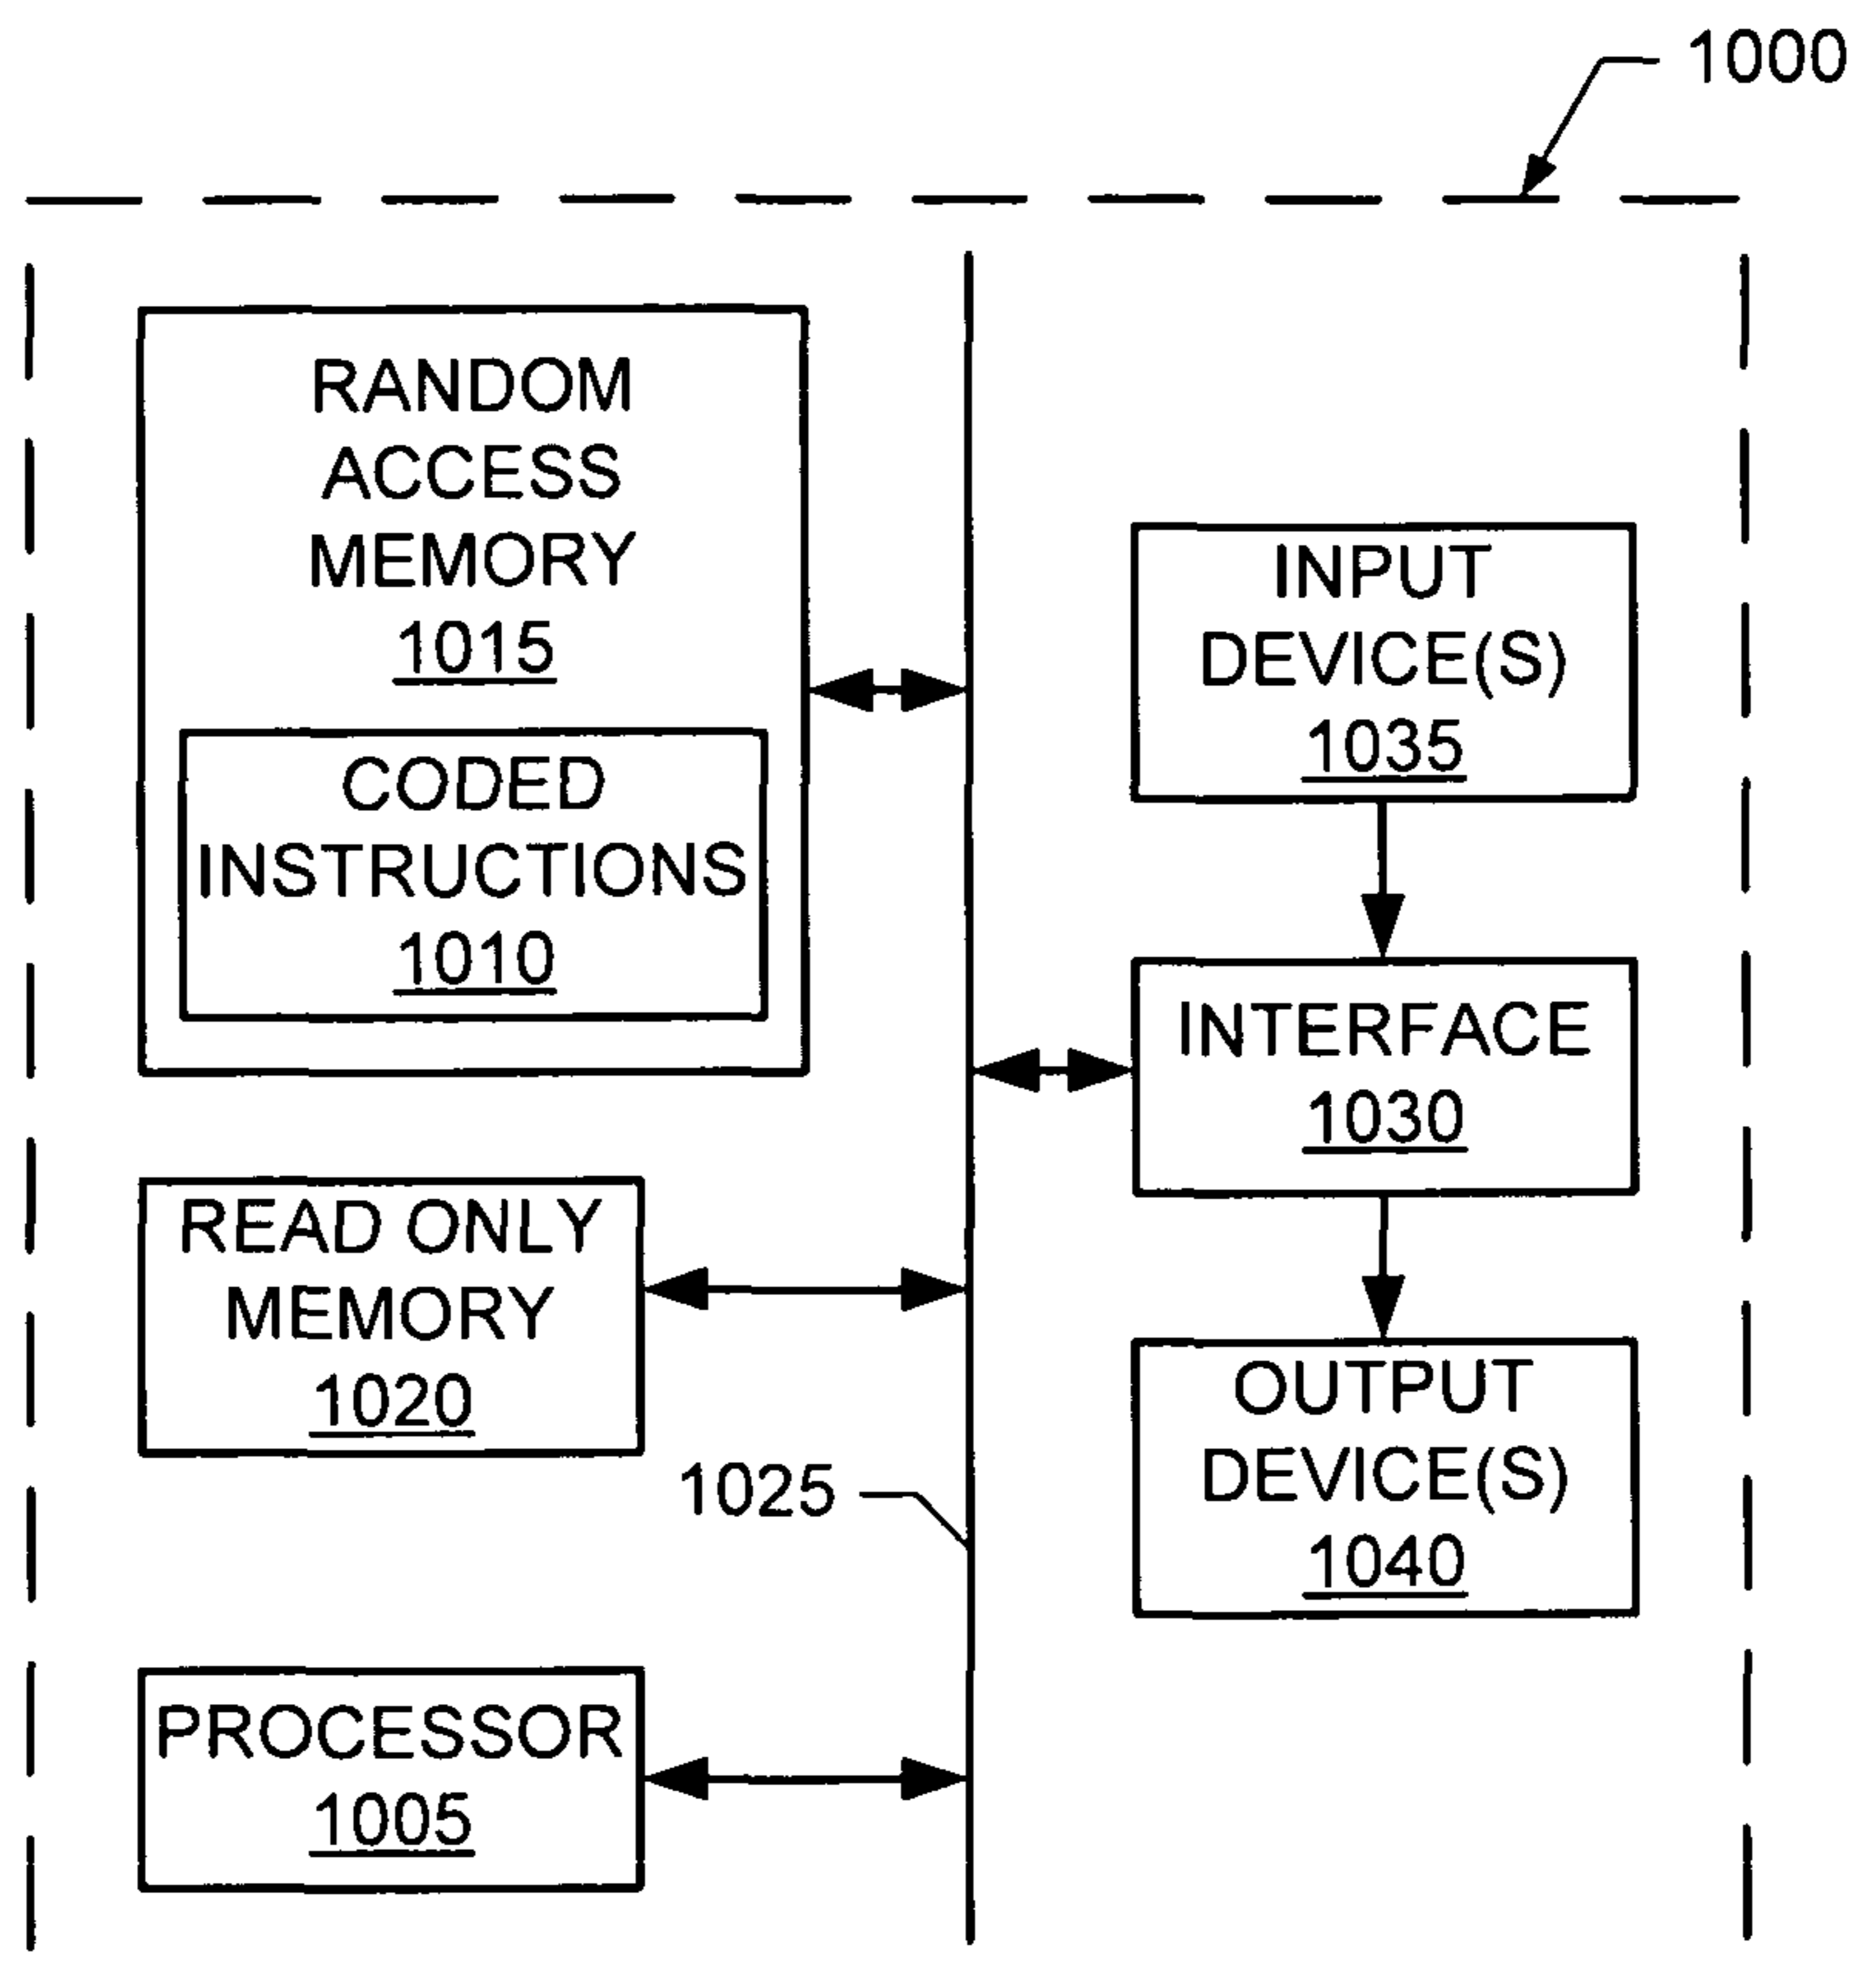 1000
RANDOM
ACCESS
MEMORY
1015
CODED
INSTRUCTIONS
1010
READ ONLY
MEMORY
1020
1025
PROCESSOR
1005
INPUT
DEVICE(S)
1035
INTERFACE
1030
OUTPUT
DEVICE(S)
1040